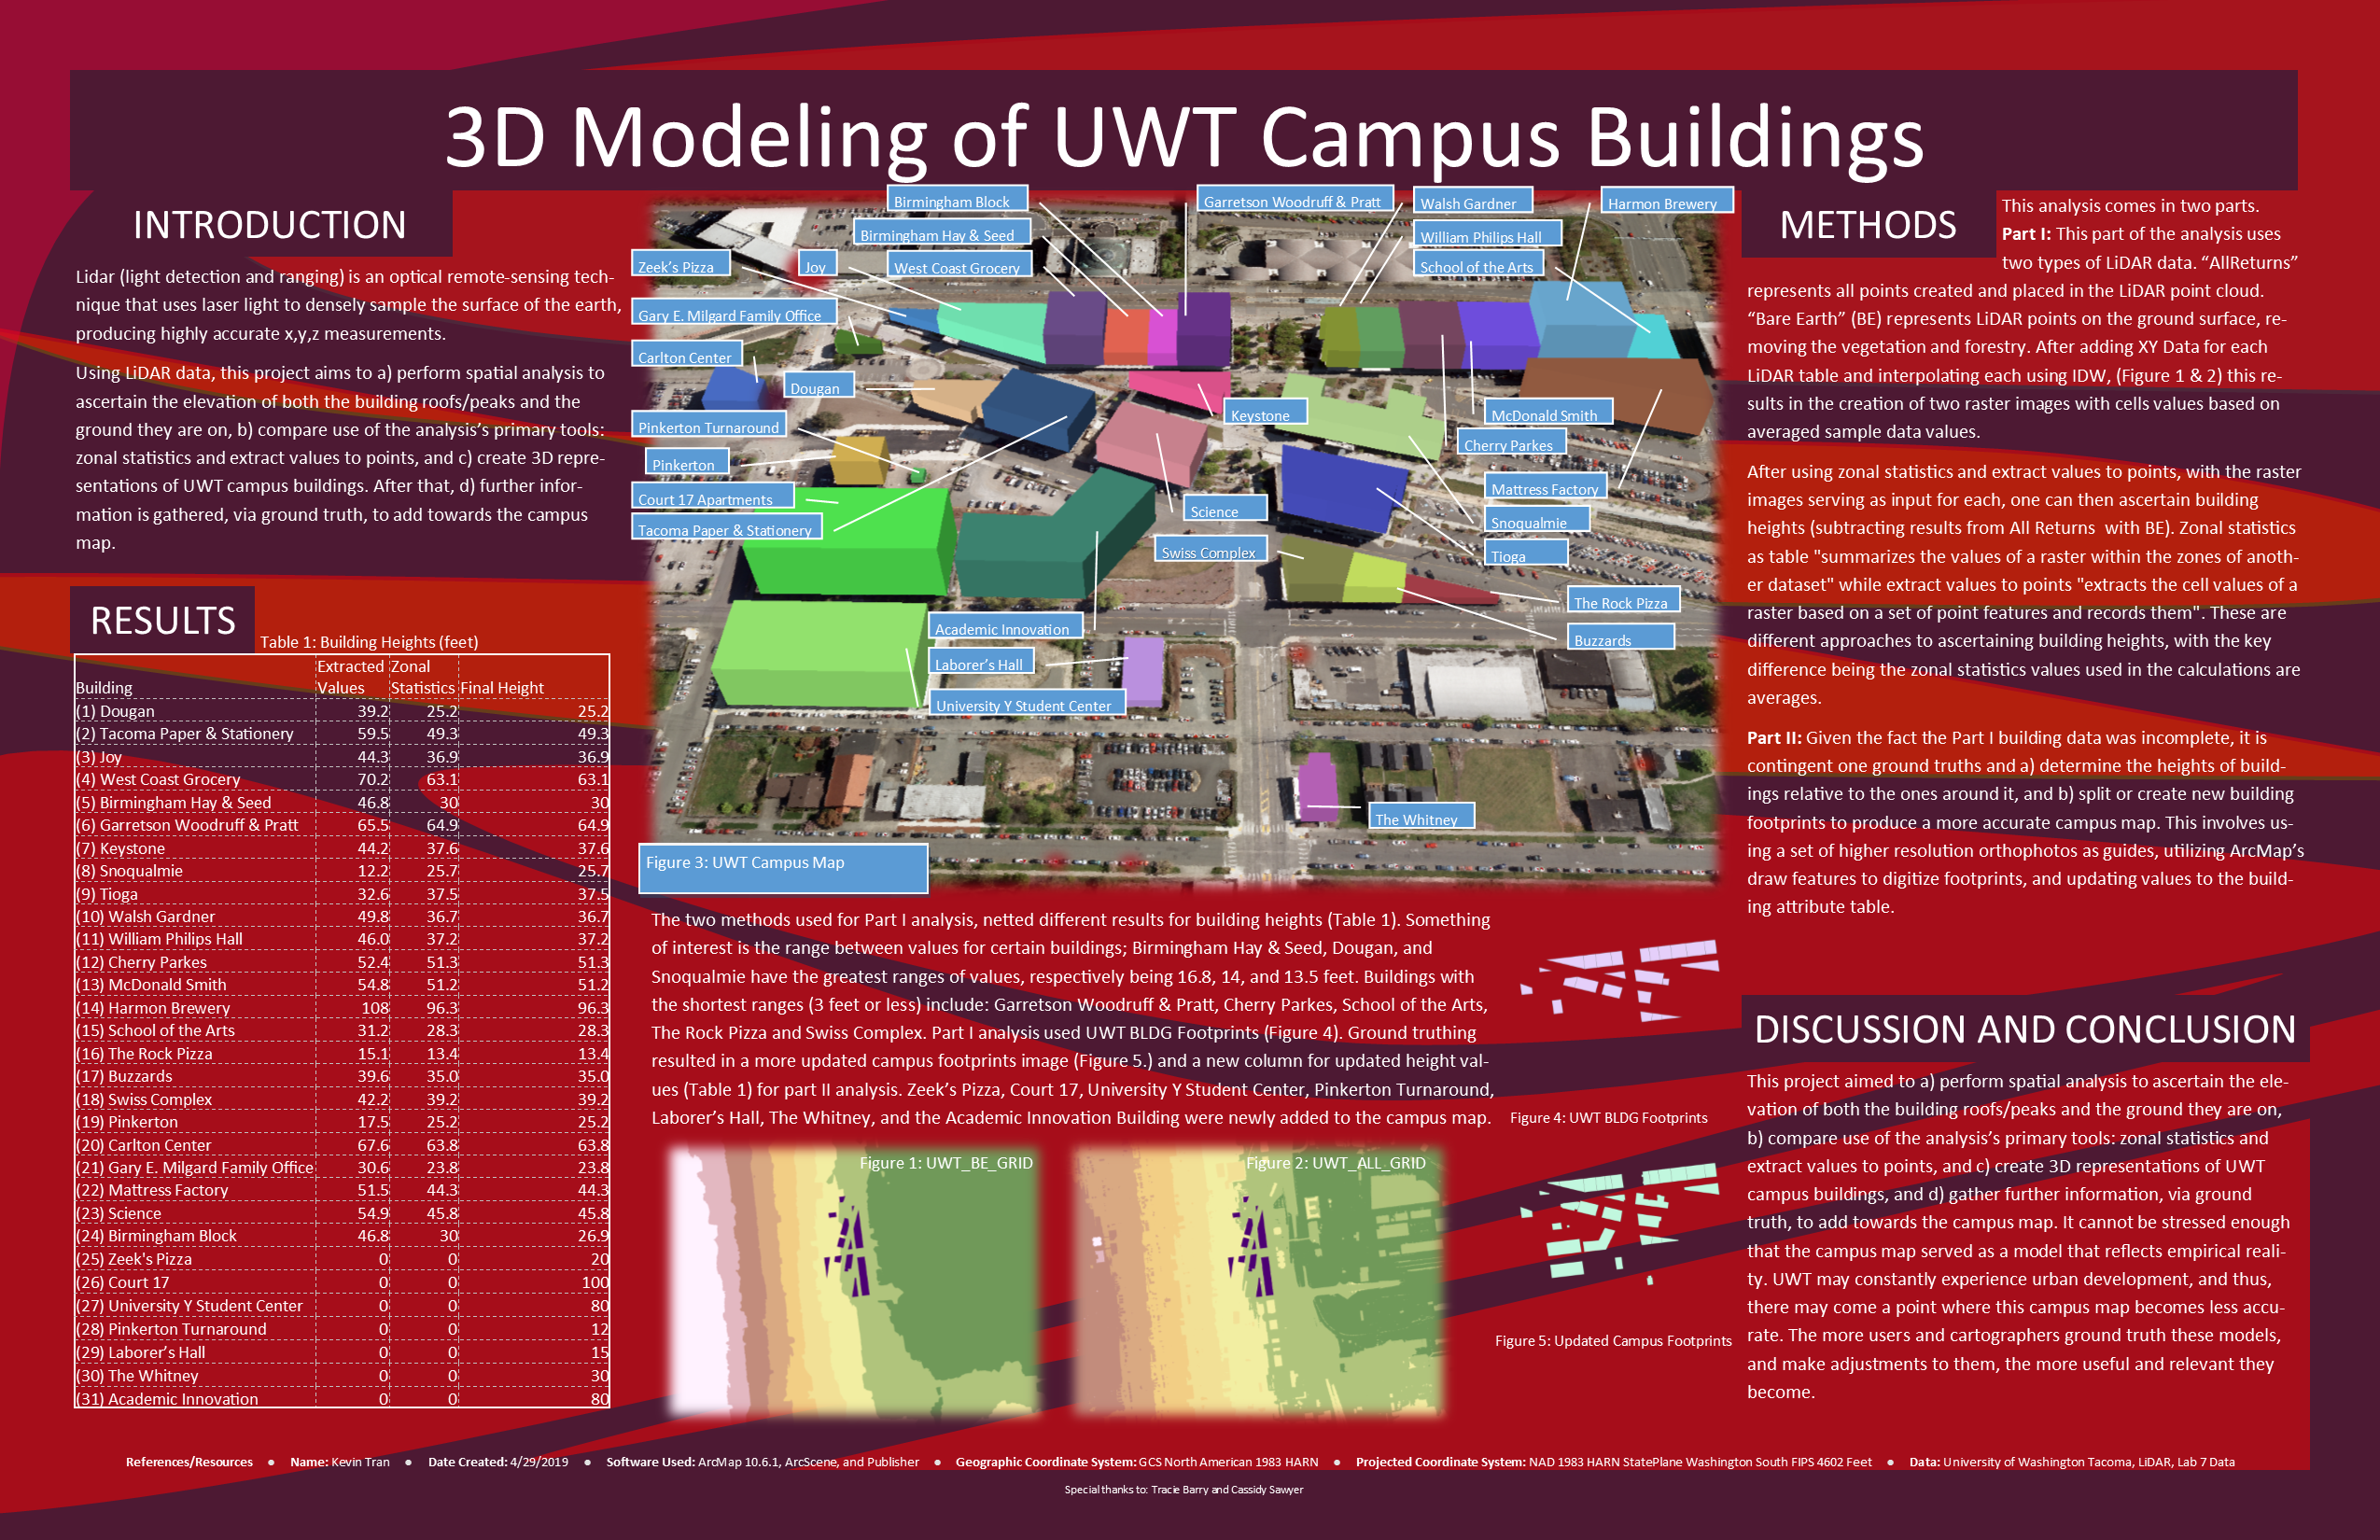 3D Modeling of UWT Campus Buildings
INTRODUCTION
Lidar (light detection and ranging) is an optical remote-sensing tech-
nique that uses laser light to densely sample the surface of the earth,
producing highly accurate x,y,z measurements.
Using LiDAR data, this project aims to a) perform spatial analysis to
ascertain the elevation of both the building roofs/peaks and the
ground they are on, b) compare use of the analysis's primary tools:
zonal statistics and extract values to points, and c) create 3D repre-
sentations of UWT campus buildings. After that, d) further infor-
mation is gathered, via ground truth, to add towards the campus
map.
RESULTS
Table 1: Building Heights (feet)
Building Extracted Values Zonal Statistics Final Height
(1) Dougan 39.2 25.2 25.2
(2) Tacoma Paper & Stationery 59.5 49.3 49.3
(3) Joy 44.3 36.9 36.9
(4) West Coast Grocery 70.2 63.1 63.1
(5) Birmingham Hay & Seed 46.8 30 30
(6) Garretson Woodruff & Pratt 65.5 64.9 64.9
(7) Keystone 44.2 37.6 37.6
(8) Snoqualmie 12.2 25.7 25.7
(9) Tioga 32.6 37.5 37.5
(10) Walsh Gardner 49.8 36.7 36.7
(11) William Philips Hall 46.0 37.2 37.2
(12) Cherry Parkes 52.4 51.3 51.3
(13) McDonald Smith 54.8 51.2 51.2
(14) Harmon Brewery 108 96.3 96.3
(15) School of the Arts 31.2 28.3 28.3
(16) The Rock Pizza 15.1 13.4 13.4
(17) Buzzards 39.6 35.0 35.0
(18) Swiss Complex 42.2 39.2 39.2
(19) Pinkerton 17.5 25.2 25.2
(20) Carlton Center 67.6 63.8 63.8
(21) Gary E. Milgard Family Office 30.6 23.8 23.8
(22) Mattress Factory 51.5 44.3 44.3
(23) Science 54.9 45.8 45.8
(24) Birmingham Block 46.8 30 26.9
(25) Zeek's Pizza 0 0 20
(26) Court 17 0 0 100
(27) University Y Student Center 0 0 80
(28) Pinkerton Turnaround 0 0 12
(29) Laborer's Hall 0 0 15
(30) The Whitney 0 0 30
(31) Academic Innovation 0 0 80
Birmingham Block
Garretson Woodruff & Pratt
Walsh Gardner
Harmon Brewery
Birmingham Hay & Seed
William Philips Hall
Zeek's Pizza
Joy
West Coast Grocery
School of the Arts
Gary E. Milgard Family Office
Carlton Center
Dougan
Keystone
McDonald Smith
Pinkerton Turnaround
Cherry Parkes
Pinkerton
Mattress Factory
Court 17 Apartments
Science
Snoqualmie
Tacoma Paper & Stationery
Swiss Complex
Tioga
The Rock Pizza
Academic Innovation
Buzzards
Laborer's Hall
University Y Student Center
The Whitney
Figure 3: UWT Campus Map
The two methods used for Part I analysis, netted different results for building heights (Table 1). Something
of interest is the range between values for certain buildings; Birmingham Hay & Seed, Dougan, and
Snoqualmie have the greatest ranges of values, respectively being 16.8, 14, and 13.5 feet. Buildings with
the shortest ranges (3 feet or less) include: Garretson Woodruff & Pratt, Cherry Parkes, School of the Arts,
The Rock Pizza and Swiss Complex. Part I analysis used UWT BLDG Footprints (Figure 4). Ground truthing
resulted in a more updated campus footprints image (Figure 5.) and a new column for updated height val-
ues (Table 1) for part II analysis. Zeek's Pizza, Court 17, University Y Student Center, Pinkerton Turnaround,
Laborer's Hall, The Whitney, and the Academic Innovation Building were newly added to the campus map.
Figure 1: UWT_BE_GRID
Figure 2: UWT_ALL_GRID
Figure 4: UWT BLDG Footprints
Figure 5: Updated Campus Footprints
METHODS
This analysis comes in two parts.
Part I: This part of the analysis uses
two types of LiDAR data. “AllReturns”
represents all points created and placed in the LiDAR point cloud.
“Bare Earth” (BE) represents LiDAR points on the ground surface, re-
moving the vegetation and forestry. After adding XY Data for each
LiDAR table and interpolating each using IDW, (Figure 1 & 2) this re-
sults in the creation of two raster images with cells values based on
averaged sample data values.
After using zonal statistics and extract values to points, with the raster
images serving as input for each, one can then ascertain building
heights (subtracting results from All Returns with BE). Zonal statistics
as table "summarizes the values of a raster within the zones of anoth-
er dataset" while extract values to points "extracts the cell values of a
raster based on a set of point features and records them". These are
different approaches to ascertaining building heights, with the key
difference being the zonal statistics values used in the calculations are
averages.
Part II: Given the fact the Part I building data was incomplete, it is
contingent one ground truths and a) determine the heights of build-
ings relative to the ones around it, and b) split or create new building
footprints to produce a more accurate campus map. This involves us-
ing a set of higher resolution orthophotos as guides, utilizing ArcMap's
draw features to digitize footprints, and updating values to the build-
ing attribute table.
DISCUSSION AND CONCLUSION
This project aimed to a) perform spatial analysis to ascertain the ele-
vation of both the building roofs/peaks and the ground they are on,
b) compare use of the analysis's primary tools: zonal statistics and
extract values to points, and c) create 3D representations of UWT
campus buildings, and d) gather further information, via ground
truth, to add towards the campus map. It cannot be stressed enough
that the campus map served as a model that reflects empirical reali-
ty. UWT may constantly experience urban development, and thus,
there may come a point where this campus map becomes less accu-
rate. The more users and cartographers ground truth these models,
and make adjustments to them, the more useful and relevant they
become.
References/Resources ● Name: Kevin Tran ● Date Created: 4/29/2019 ● Software Used: ArcMap 10.6.1, ArcScene, and Publisher ● Geographic Coordinate System: GCS North American 1983 HARN ● Projected Coordinate System: NAD 1983 HARN StatePlane Washington South FIPS 4602 Feet ● Data: University of Washington Tacoma, LiDAR, Lab 7 Data
Special thanks to: Tracie Barry and Cassidy Sawyer